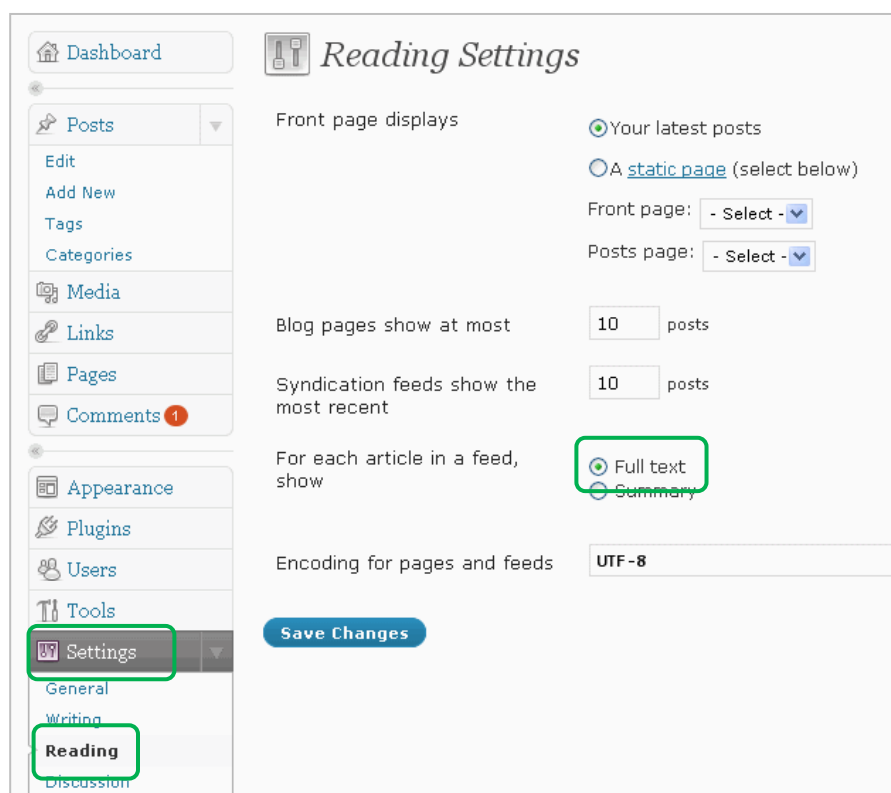 Dashboard
Posts
Edit
Add New
Tags
Categories
Media
Links
Pages
Comments 1
Appearance
Plugins
Users
Tools
Settings
General
Writing
Reading
Discussion
Reading Settings
Front page displays
Your latest posts
A static page (select below)
Front page: - Select -
Posts page: - Select -
Blog pages show at most 10 posts
Syndication feeds show the
most recent
10 posts
For each article in a feed,
show
Full text
Summary
Encoding for pages and feeds UTF-8
Save Changes